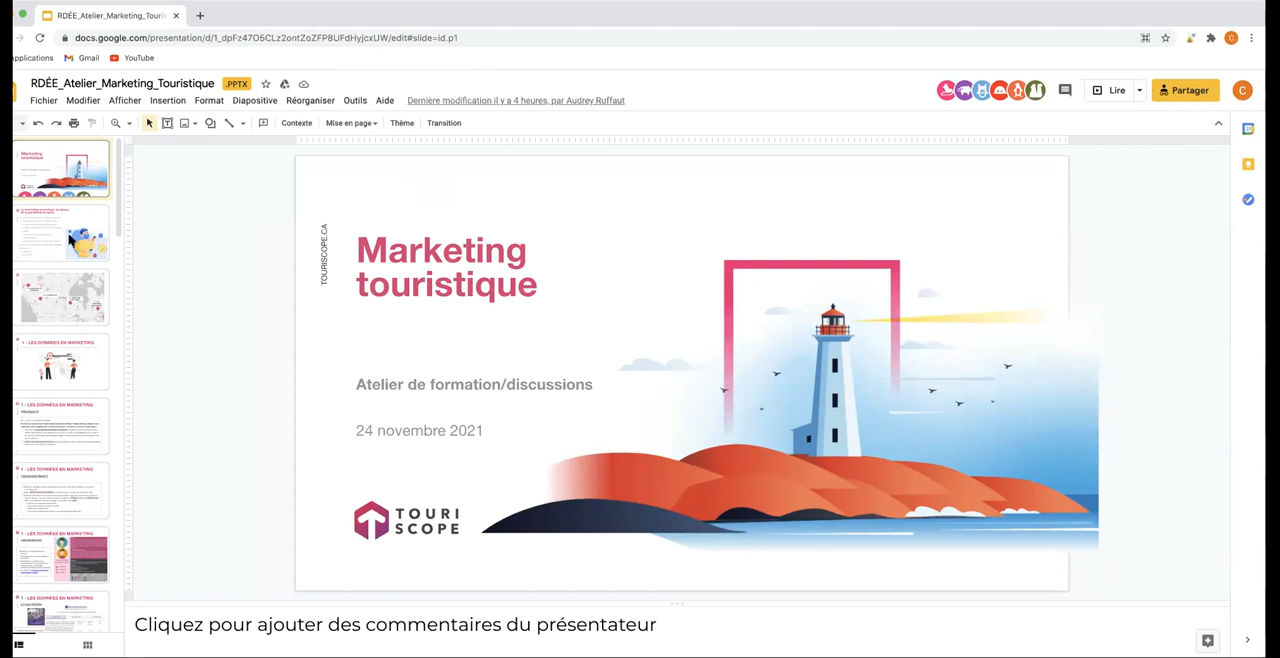 RDÉE_Atelier_Marketing_Touris
docs.google.com/presentation/d/1_dpFz47O5CLz2ontZoZFP8UFdHyjcxUW/edit#slide=id.p1
pplications
Gmail
YouTube
RDÉE_Atelier_Marketing_Touristique
.PPTX
Fichier
Modifier
Afficher
Insertion
Format
Diapositive
Réorganiser
Outils
Aide
Dernière modification il y a 4 heures, par Audrey Ruffaut
Lire
Partager
C
Contexte
Mise en page
Thème
Transition
Marketing
touristique
1 - LES DONNÉES EN MARKETING
1 - LES DONNÉES EN MARKETING
1 - LES DONNÉES EN MARKETING
1 - LES DONNÉES EN MARKETING
1 - LES DONNÉES EN MARKETING
TOURISCOPE.CA
Marketing
touristique
Atelier de formation/discussions
24 novembre 2021
TOURI
SCOPE
Cliquez pour ajouter des commentaires du présentateur